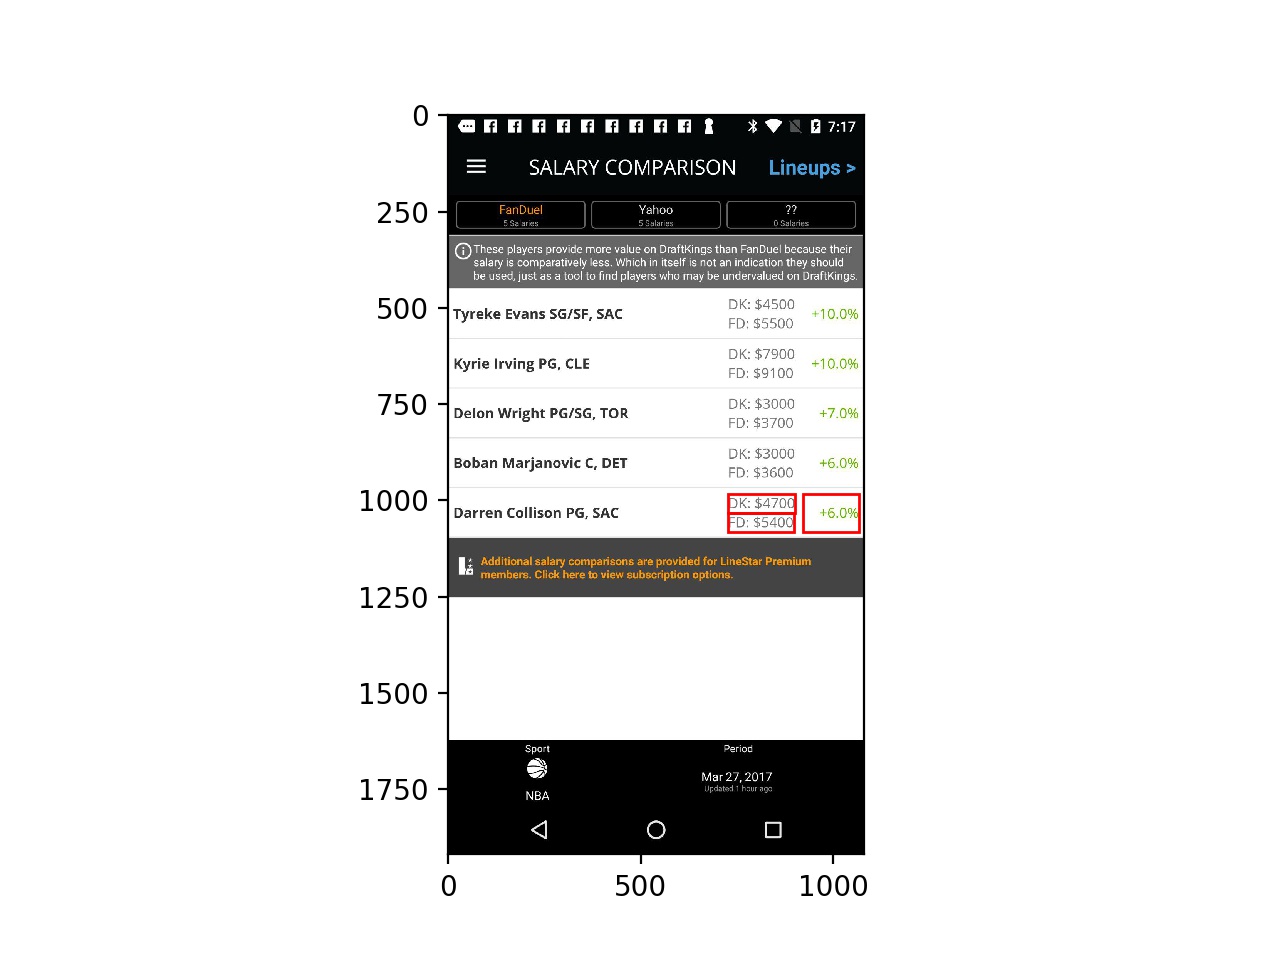 7:17
SALARY COMPARISON Lineups >
FanDuel Yahoo ??
5 Salaries 5 Salaries 0 Salaries
These players provide more value on DraftKings than FanDuel because their
salary is comparatively less. Which in itself is not an indication they should
be used, just as a tool to find players who may be undervalued on DraftKings.
DK: $4500
Tyreke Evans SG/SF, SAC +10.0%
FD: $5500
DK: $7900
Kyrie Irving PG, CLE +10.0%
FD: $9100
DK: $3000
Delon Wright PG/SG, TOR +7.0%
FD: $3700
DK: $3000
Boban Marjanovic C, DET +6.0%
FD: $3600
DK: $4700
Darren Collison PG, SAC +6.0%
FD: $5400
Additional salary comparisons are provided for LineStar Premium
members. Click here to view subscription options.
Sport Period
Mar 27, 2017
Updated 1 hour ago
NBA
0
250
500
750
1000
1250
1500
1750
0 500 1000